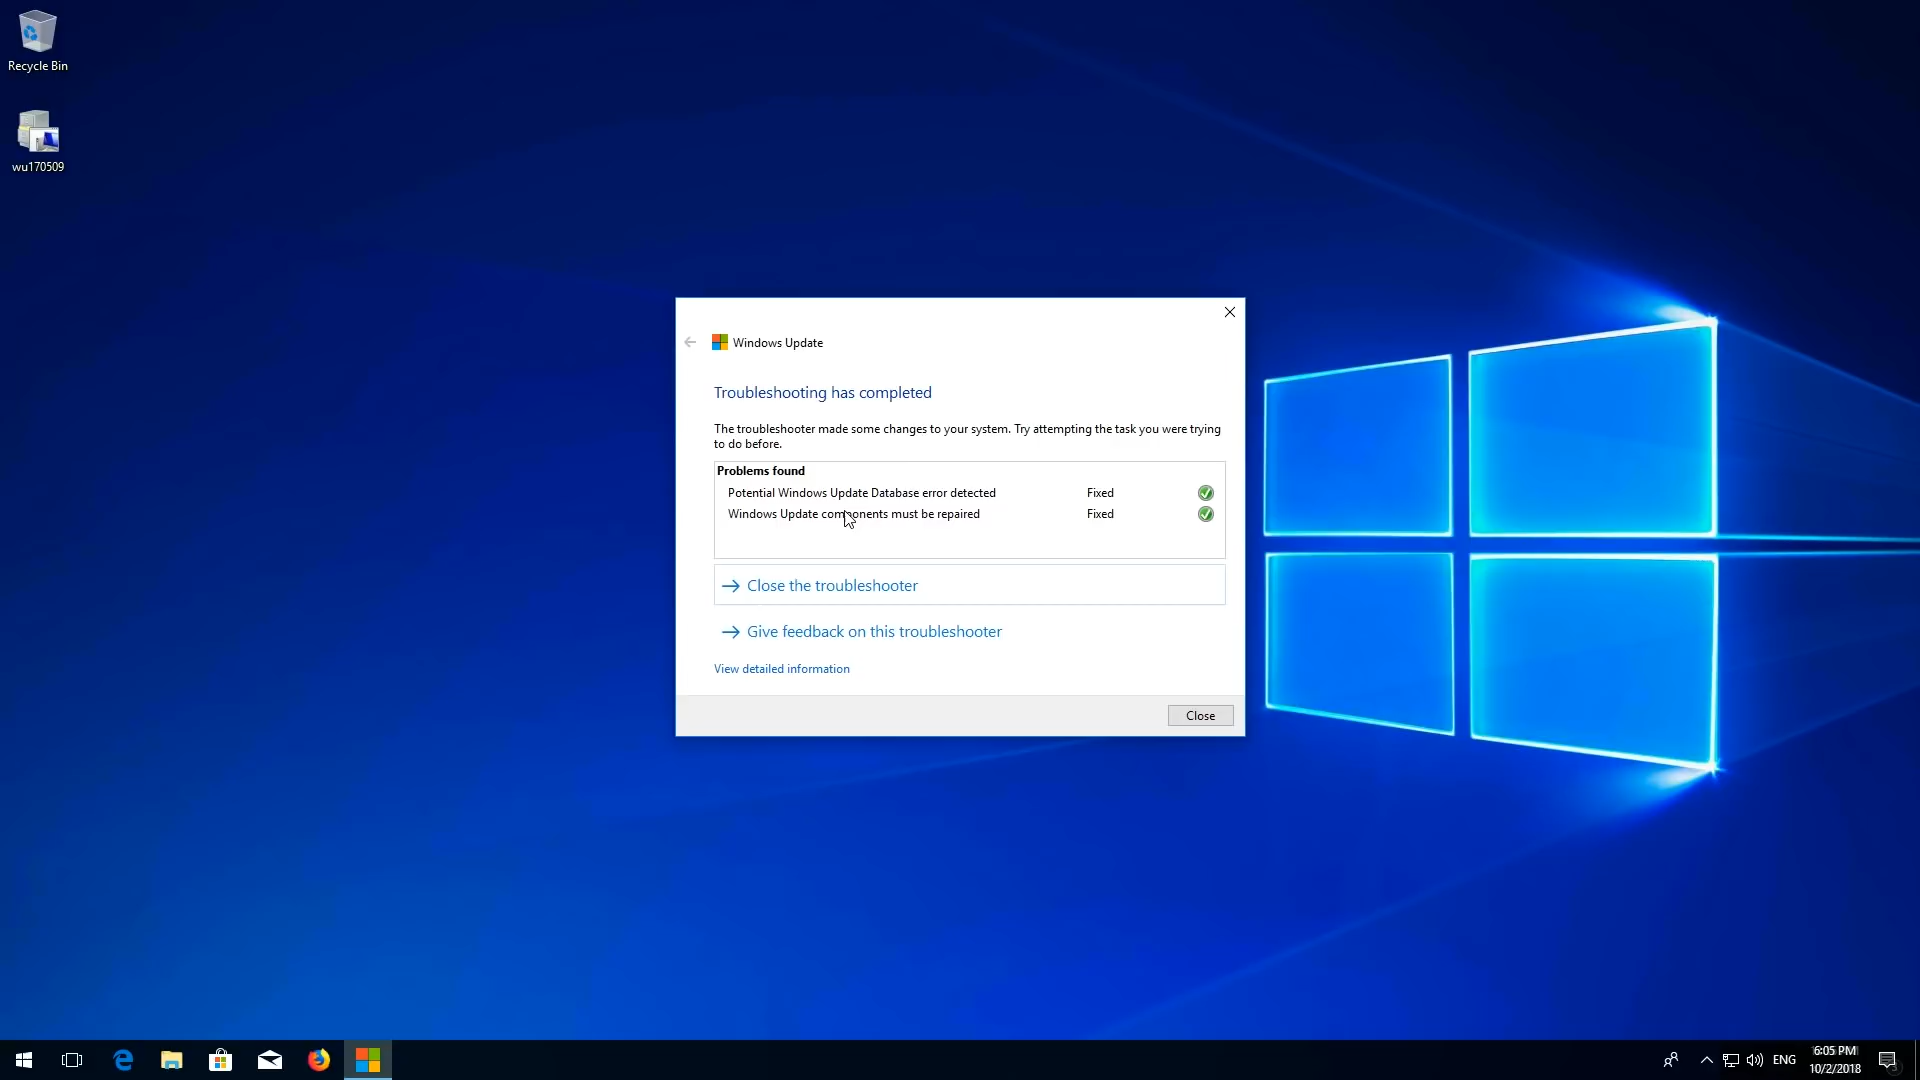 Recycle Bin
wu170509
Windows Update
Troubleshooting has completed
The troubleshooter made some changes to your system. Try attempting the task you were trying
to do before.
Problems found
Potential Windows Update Database error detected Fixed
Windows Update components must be repaired Fixed
Close the troubleshooter
Give feedback on this troubleshooter
View detailed information
Close
ENG
6:05 PM
10/2/2018